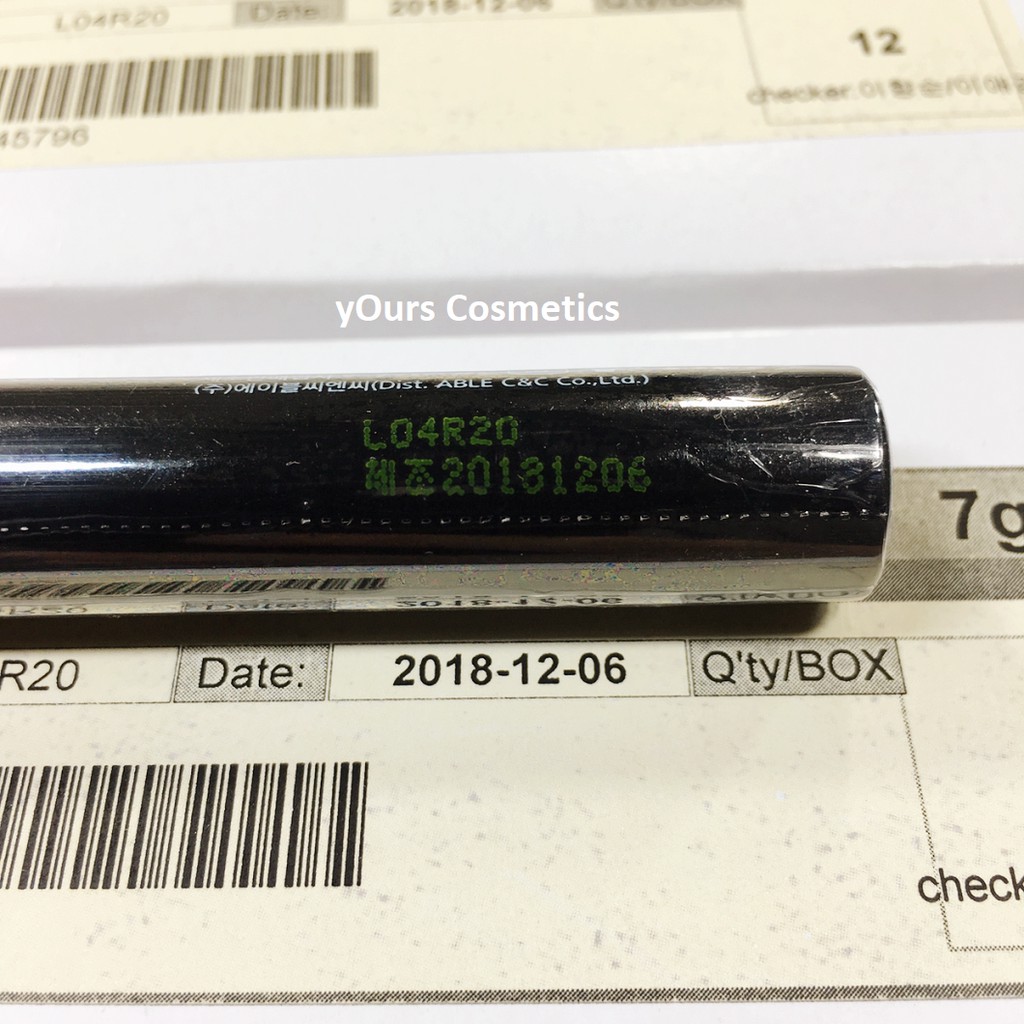 L04R20 Date: 2018-12-06 Q'ty/BOX
12
45796
yOurs Cosmetics
(주)에이블씨엔씨(Dist. ABLE C&C Co.,Ltd.)
L04R20
제조20181206
7g
R20 Date: 2018-12-06 Q'ty/BOX
check